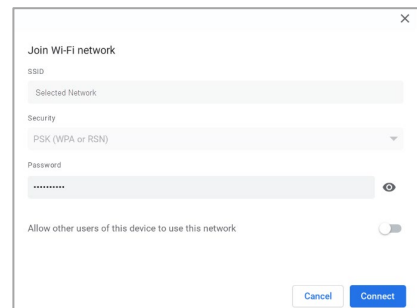 Join Wi-Fi network
SSID
Selected Network
Security
PSK (WPA or RSN)
Password
••••••••••
Allow other users of this device to use this network
Cancel Connect